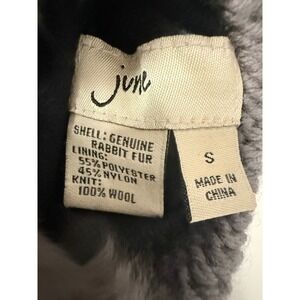 june
SHELL: GENUINE
RABBIT FUR
LINING:
55% POLYESTER
45% NYLON
KNIT:
100% WOOL
S
MADE IN
CHINA